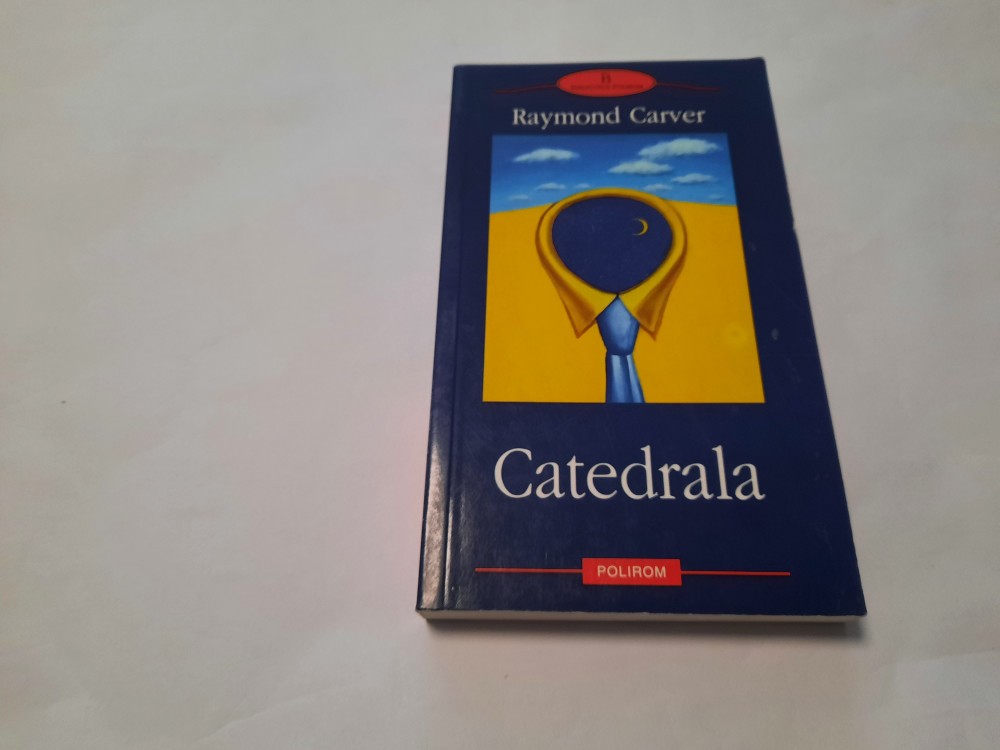 B
Raymond Carver
Catedrala
POLIROM